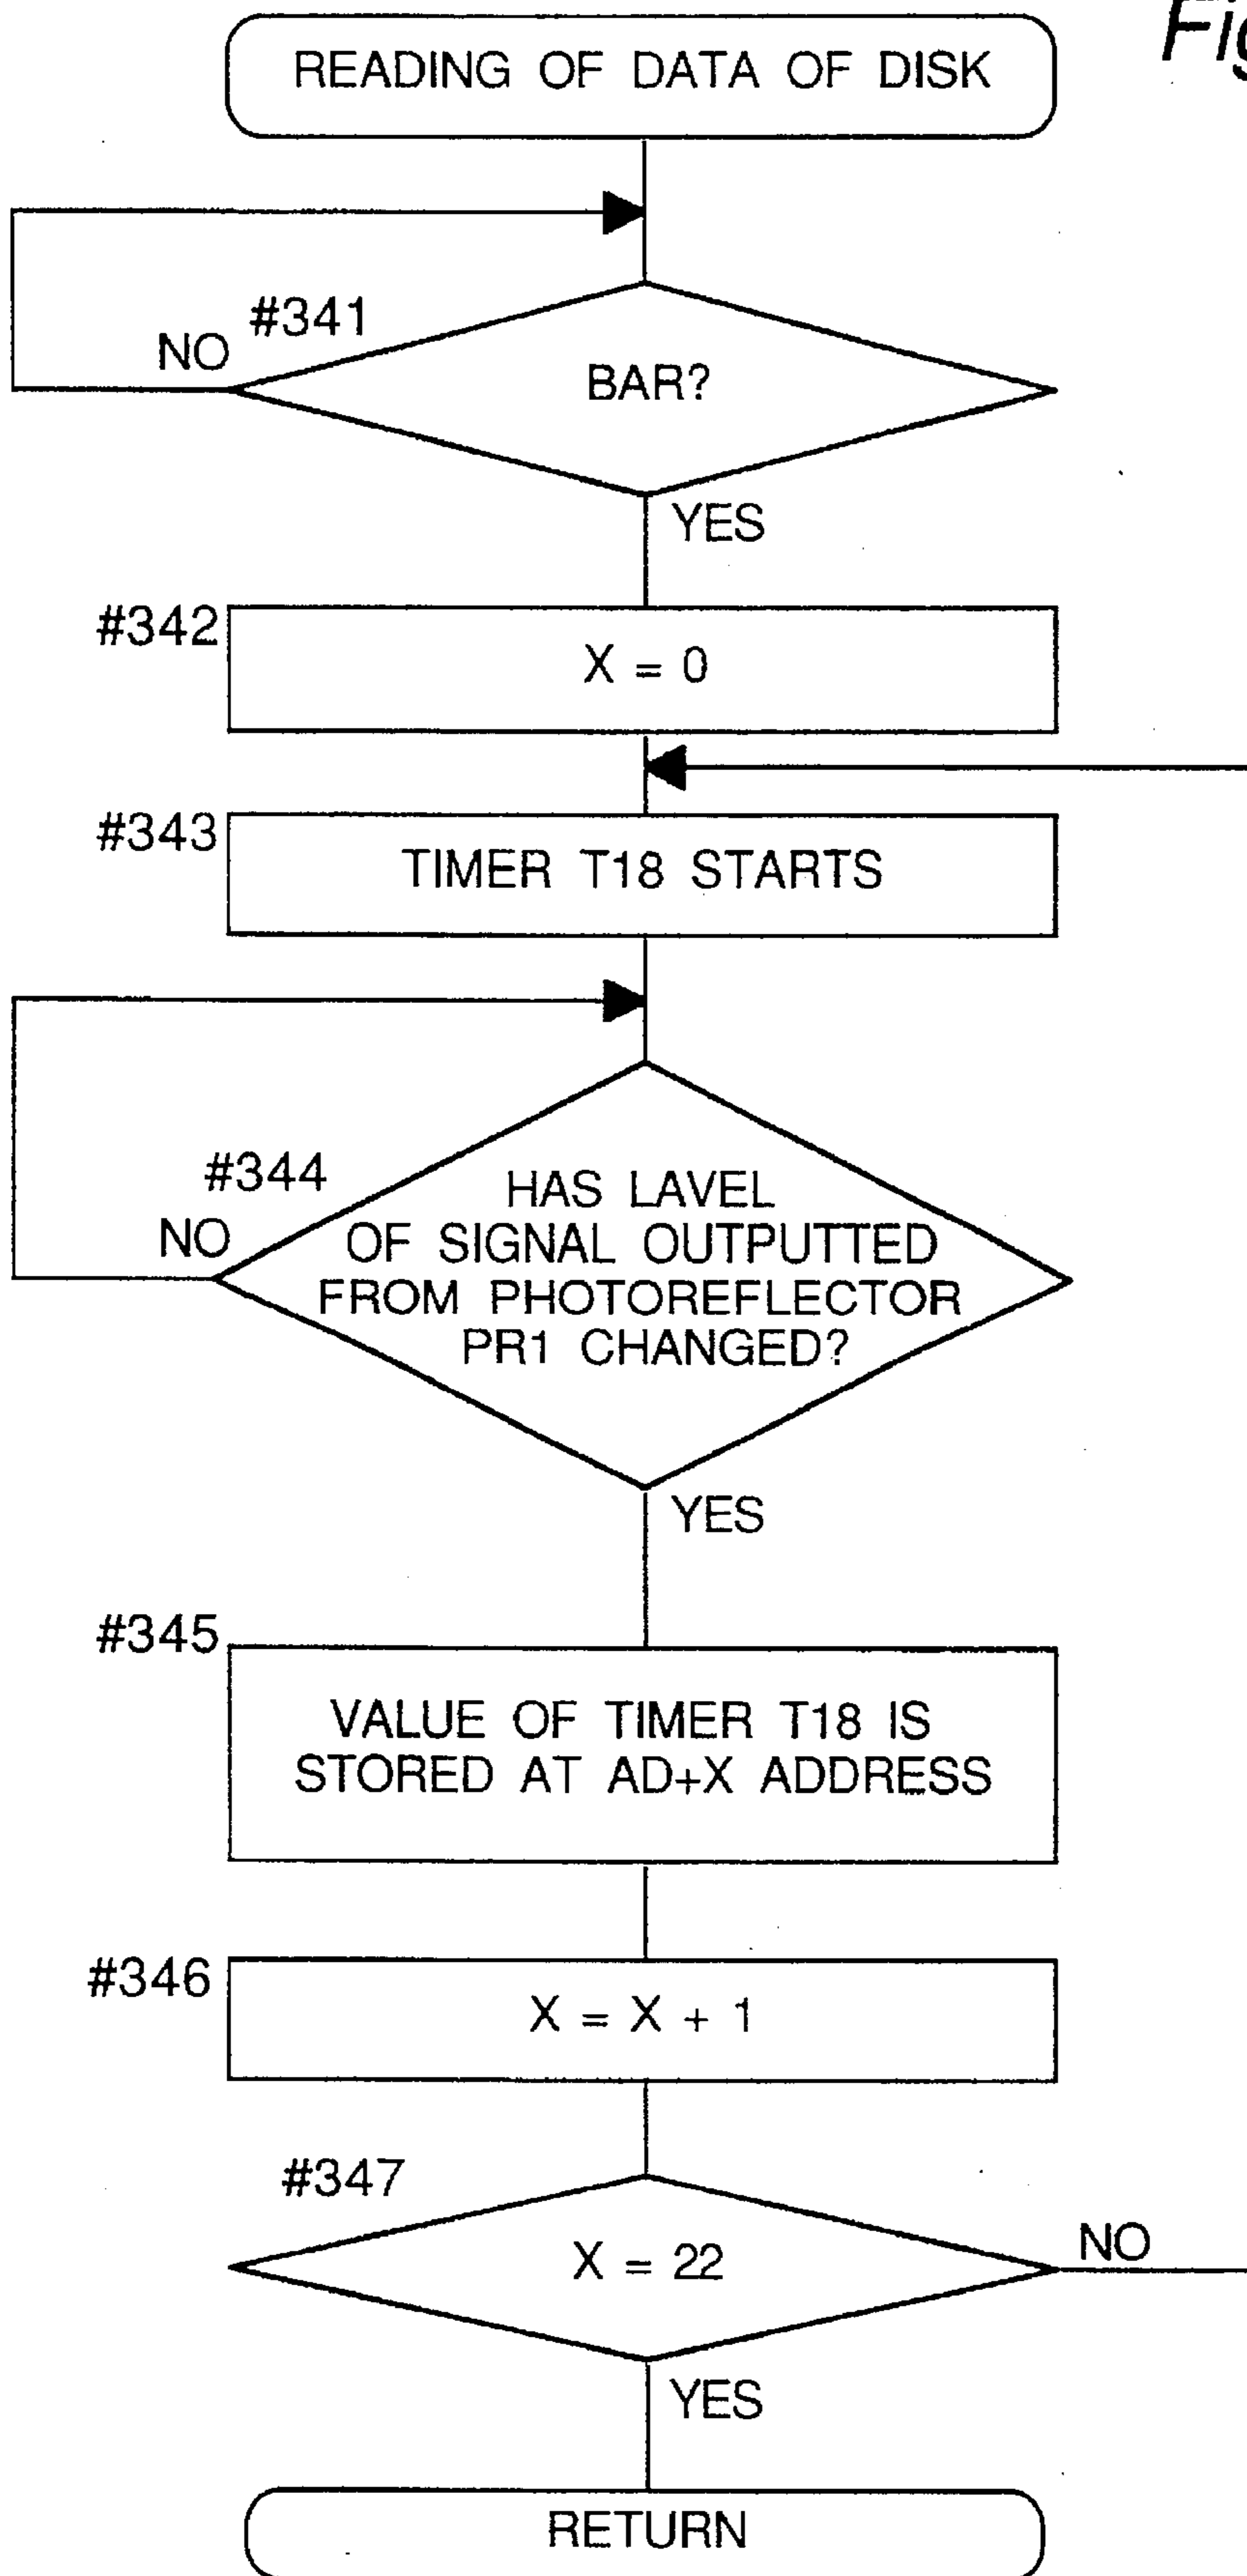 Fig
READING OF DATA OF DISK
#341
NO
BAR?
YES
#342
X = 0
#343
TIMER T18 STARTS
#344
NO
HAS LAVEL
OF SIGNAL OUTPUTTED
FROM PHOTOREFLECTOR
PR1 CHANGED?
YES
#345
VALUE OF TIMER T18 IS
STORED AT AD+X ADDRESS
#346
X = X + 1
#347
X = 22
NO
YES
RETURN